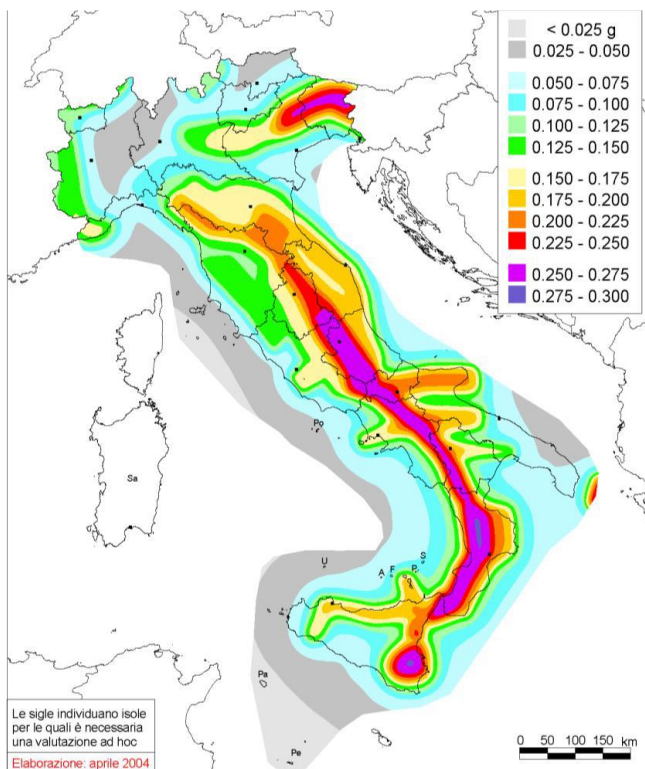 < 0.025 g
0.025 - 0.050
0.050 - 0.075
0.075 - 0.100
0.100 - 0.125
0.125 - 0.150
0.150 - 0.175
0.175 - 0.200
0.200 - 0.225
0.225 - 0.250
0.250 - 0.275
0.275 - 0.300
Po
Sa
U
A
F
P
S
Pa
Pe
Le sigle individuano isole
per le quali è necessaria
una valutazione ad hoc
Elaborazione: aprile 2004
0 50 100 150 km